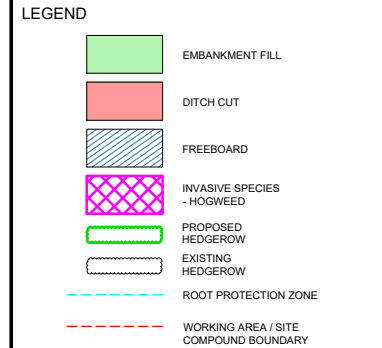 LEGEND
EMBANKMENT FILL
DITCH CUT
FREEBOARD
INVASIVE SPECIES
- HOGWEED
PROPOSED
HEDGEROW
EXISTING
HEDGEROW
ROOT PROTECTION ZONE
WORKING AREA / SITE
COMPOUND BOUNDARY